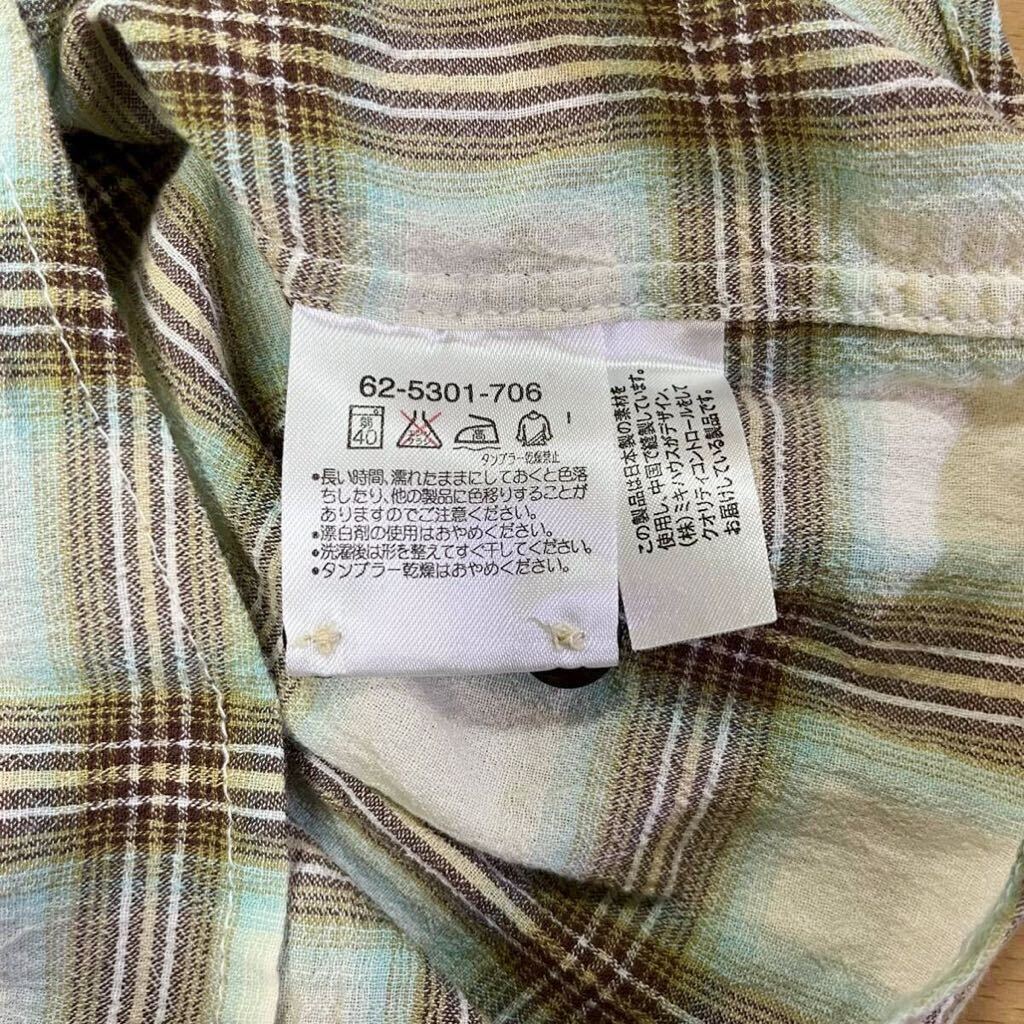 62-5301-706
弱
40
エンソ
サラシ
高
タンブラー乾燥禁止
•長い時間、濡れたままにしておくと色落
ちしたり、他の製品に色移りすることが
ありますのでご注意ください。
•漂白剤の使用はおやめください。
•洗濯後は形を整えてすぐ干してください。
•タンブラー乾燥はおやめください。
この製品は日本製の素材を
使用し、中国で縫製しています。
(株)ミキハウスがデザイン、
クオリティコントロールをして
お届けしている製品です。